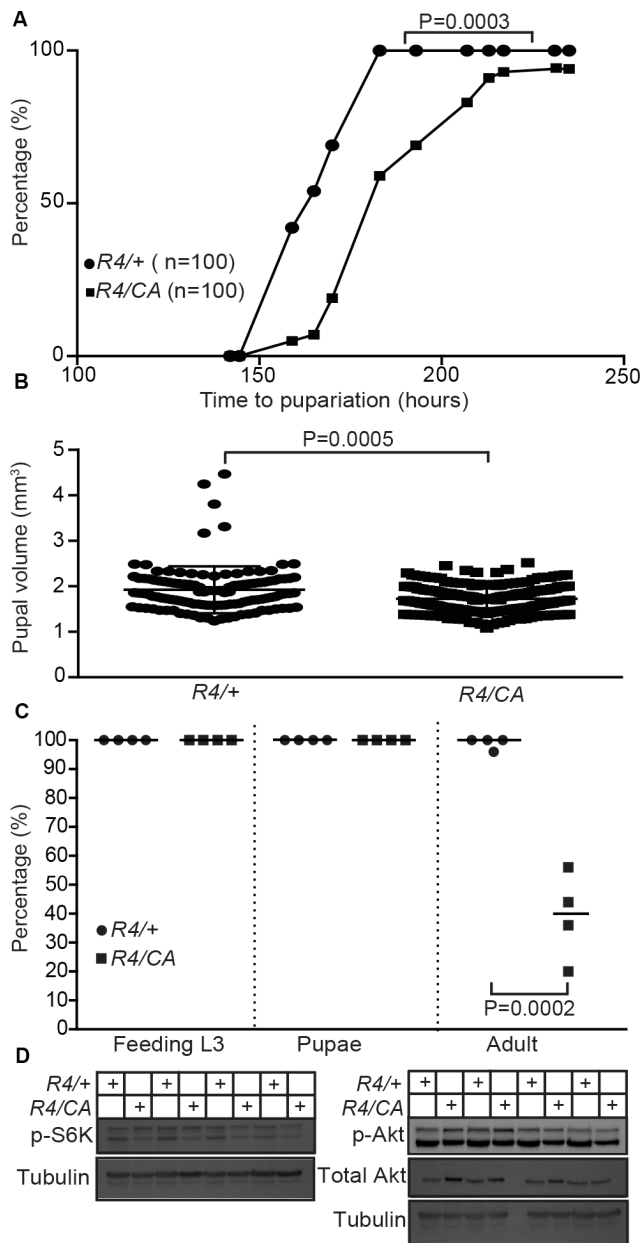 A
P=0.0003
100
50
0
Percentage (%)
R4/+ ( n=100)
R4/CA (n=100)
100 150 200 250
Time to pupariation (hours)
B
P=0.0005
5
4
3
2
1
0
Pupal volume (mm³)
R4/+ R4/CA
C
100
90
80
70
60
50
40
30
20
10
0
Percentage (%)
R4/+
R4/CA
P=0.0002
Feeding L3 Pupae Adult
D
R4/+ + + + +
R4/CA + + + +
p-S6K
Tubulin
R4/+ + + + +
R4/CA + + + +
p-Akt
Total Akt
Tubulin